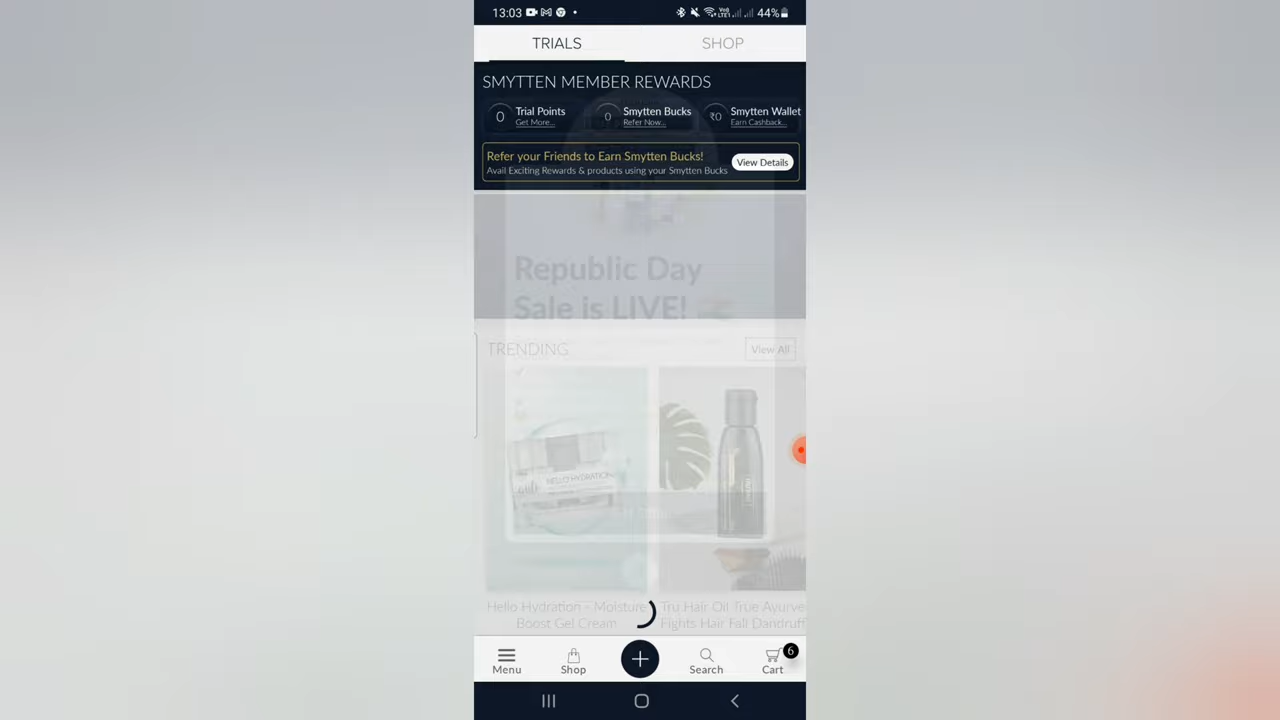 13:03
44%
TRIALS
SHOP
SMYTTEN MEMBER REWARDS
0
Trial Points
Get More...
0
Smytten Bucks
Refer Now...
₹0
Smytten Wallet
Earn Cashback...
Refer your Friends to Earn Smytten Bucks!
Avail Exciting Rewards & products using your Smytten Bucks
View Details
Republic Day
Sale is LIVE!
TRENDING
View All
HELLO HYDRATION
Hello Hydration - Moisture
Boost Gel Cream
Tru Hair Oil True Ayurve
Fights Hair Fall Dandruff
Menu
Shop
Search
Cart
6